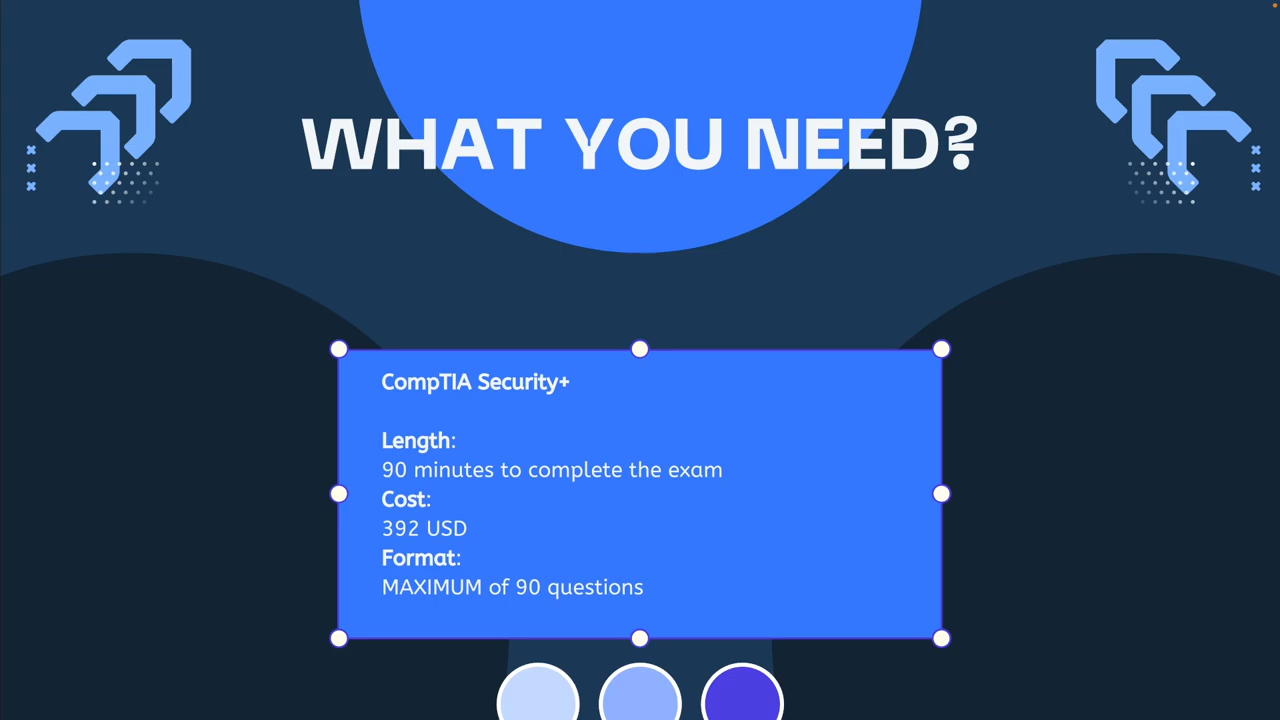 WHAT YOU NEED?
CompTIA Security+
Length:
90 minutes to complete the exam
Cost:
392 USD
Format:
MAXIMUM of 90 questions